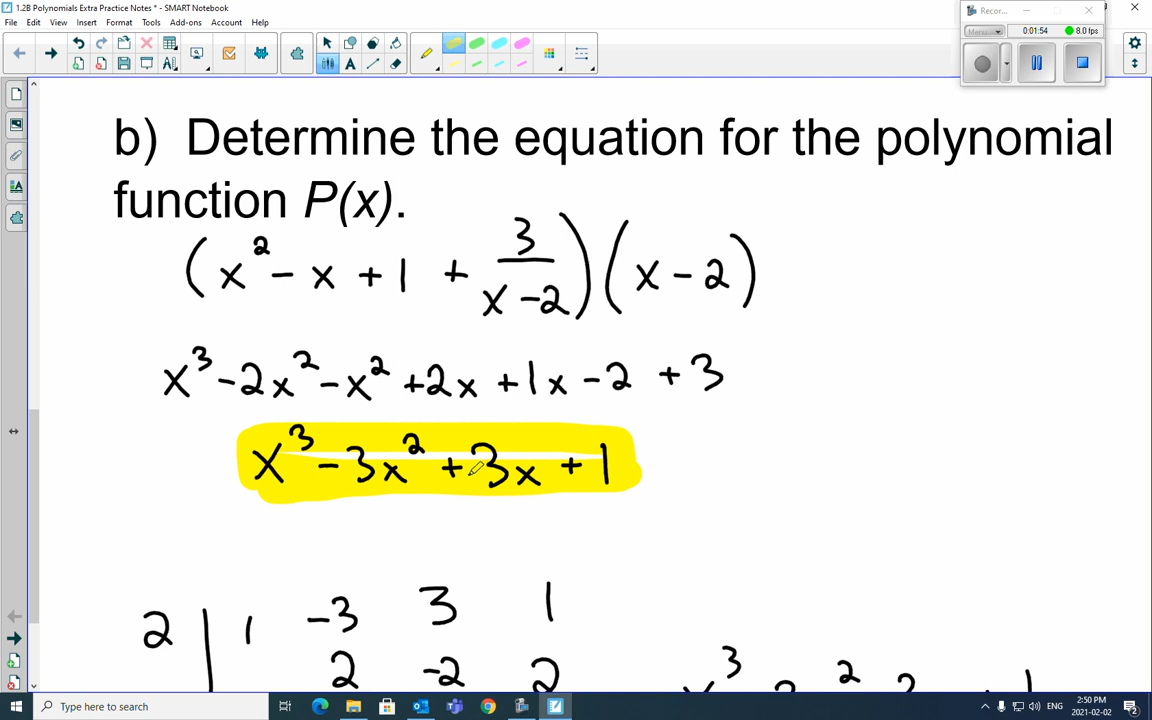 1.2B Polynomials Extra Practice Notes * - SMART Notebook
File Edit View Insert Format Tools Add-ons Account Help
Recor...
Menu
0:01:54 8.0 fps
b) Determine the equation for the polynomial
function P(x).
(x² - x + 1 + 3/(x - 2))(x - 2)
x³ - 2x² - x² + 2x + 1x - 2 + 3
x³ - 3x² + 3x + 1
2 | 1 -3 3 1
2 -2 2
Type here to search
ENG
2:50 PM
2021-02-02
2